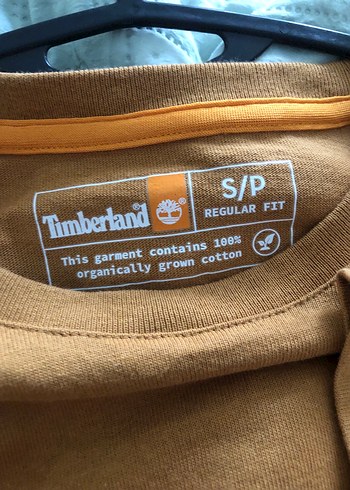 Timberland®
®
S/P
REGULAR FIT
This garment contains 100%
organically grown cotton